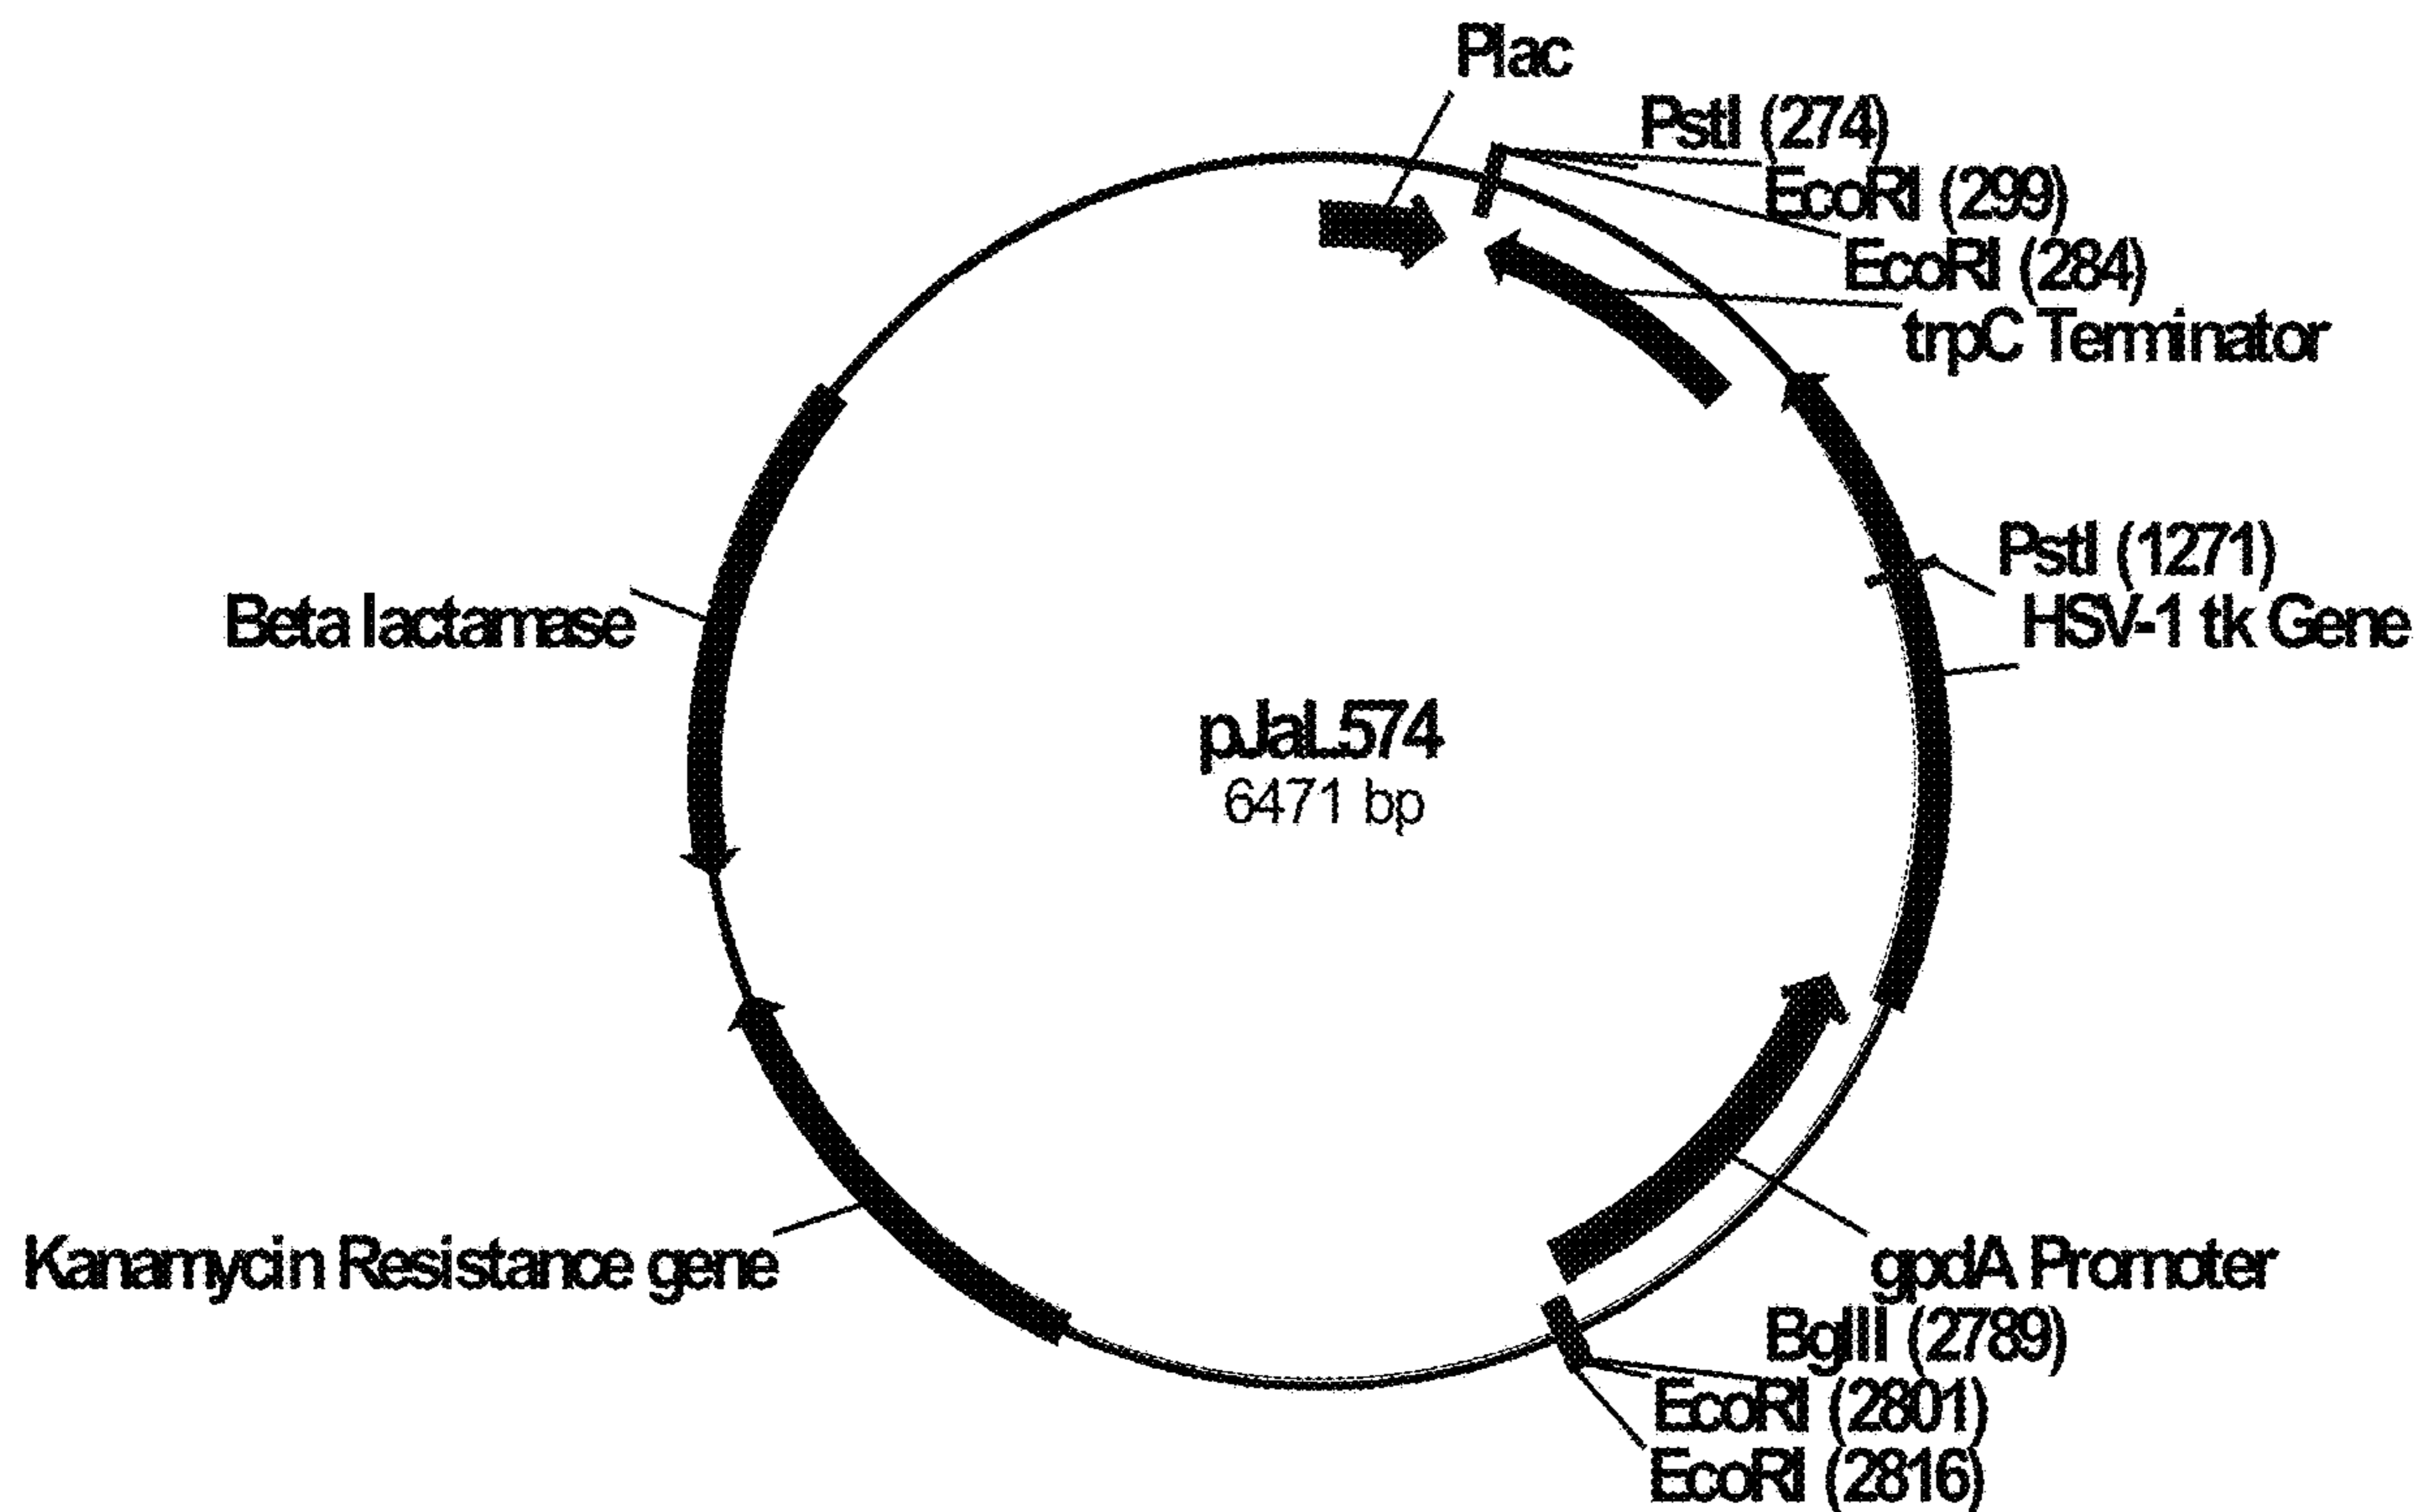 Plac
PstI (274)
EcoRI (299)
EcoRI (284)
trpC Terminator
PstI (1271)
HSV-1 tk Gene
Beta lactamase
pJaL574
6471 bp
Kanamycin Resistance gene
gpdA Promoter
BglII (2789)
EcoRI (2801)
EcoRI (2816)